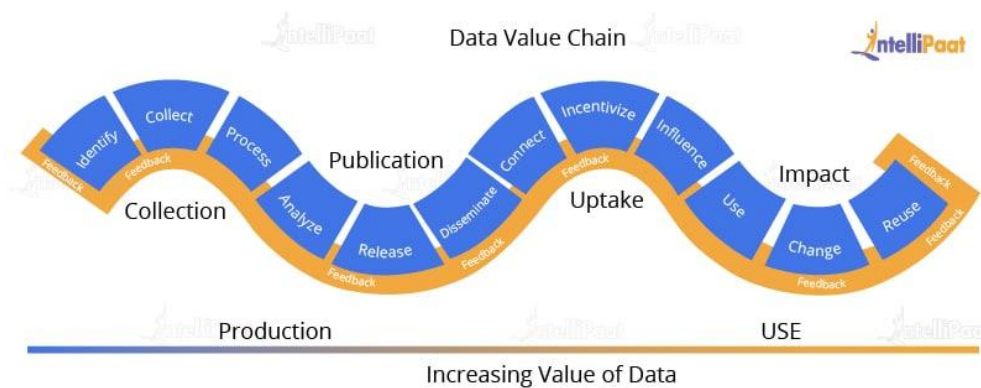 Data Value Chain
IntelliPaat
Identify
Collect
Process
Analyze
Release
Disseminate
Connect
Incentivize
Influence
Use
Change
Reuse
Feedback
Feedback
Feedback
Feedback
Feedback
Feedback
Feedback
Feedback
Collection
Publication
Uptake
Impact
Production
USE
Increasing Value of Data